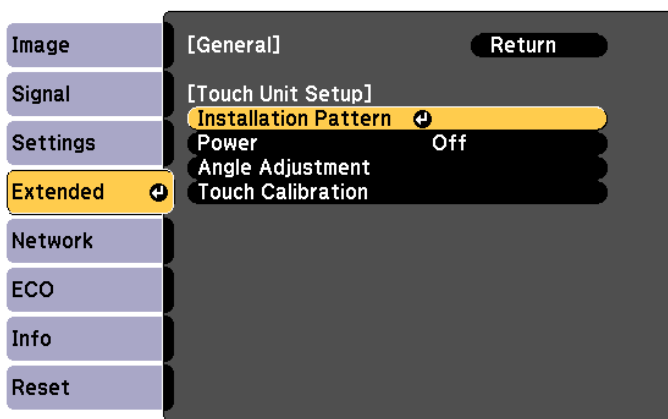 Image
Signal
Settings
Extended
Network
ECO
Info
Reset
[General] Return
[Touch Unit Setup]
Installation Pattern
Power Off
Angle Adjustment
Touch Calibration